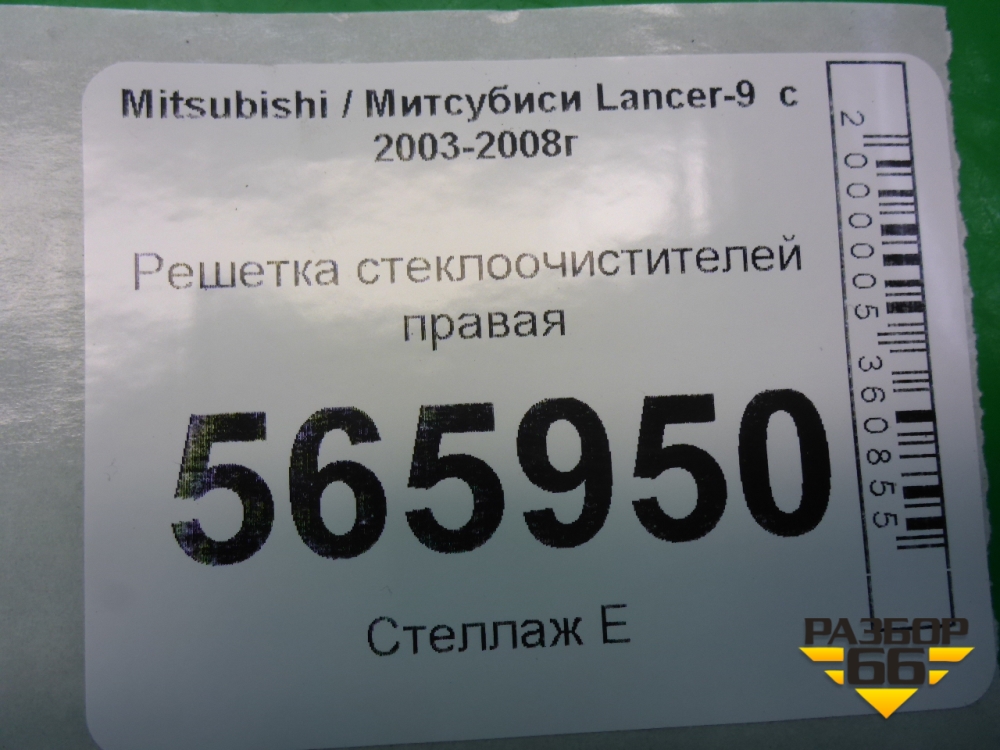 Mitsubishi / Митсубиси Lancer-9 с
2003-2008г
Решетка стеклоочистителей
правая
565950
Стеллаж Е
2000005360855
РАЗБОР
66